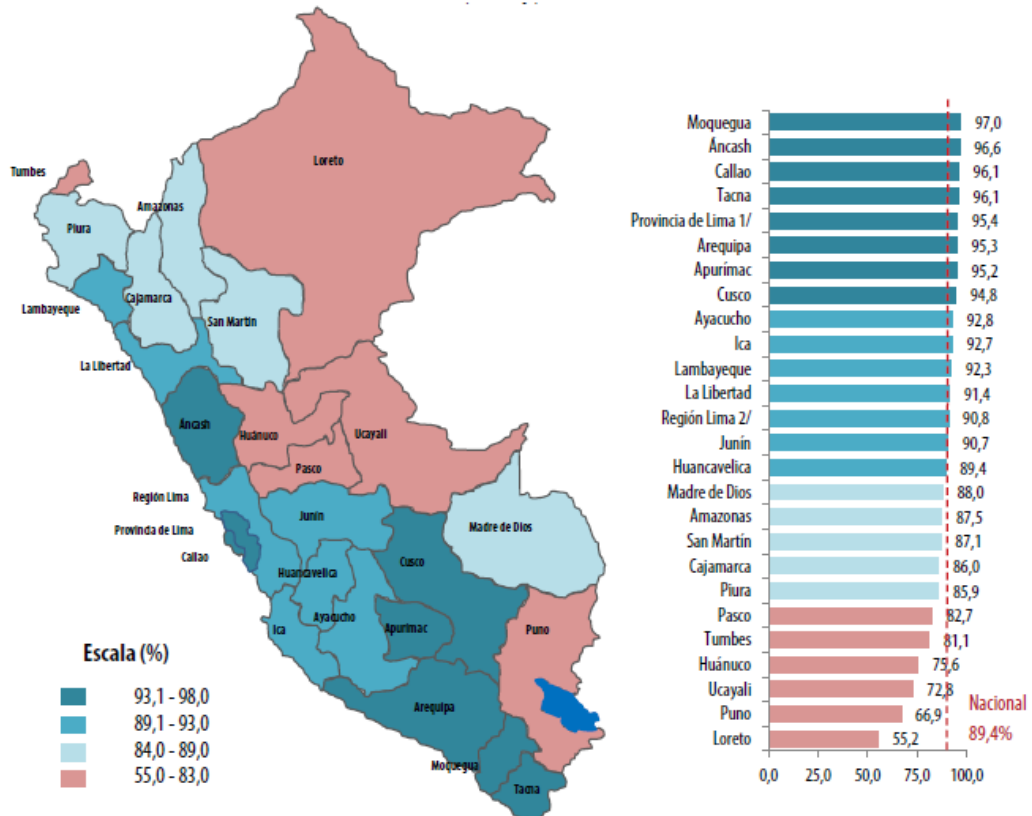 Loreto
Tumbes
Amazonas
Piura
Cajamarca
Lambayeque
San Martín
La Libertad
Áncash
Huánuco
Ucayali
Pasco
Región Lima
Junín
Provincia de Lima
Madre de Dios
Callao
Cusco
Huancavelica
Ayacucho
Ica
Apurímac
Puno
Arequipa
Moquegua
Tacna
Escala (%)
93,1 - 98,0
89,1 - 93,0
84,0 - 89,0
55,0 - 83,0
Moquegua 97,0
Áncash 96,6
Callao 96,1
Tacna 96,1
Provincia de Lima 1/ 95,4
Arequipa 95,3
Apurímac 95,2
Cusco 94,8
Ayacucho 92,8
Ica 92,7
Lambayeque 92,3
La Libertad 91,4
Región Lima 2/ 90,8
Junín 90,7
Huancavelica 89,4
Madre de Dios 88,0
Amazonas 87,5
San Martín 87,1
Cajamarca 86,0
Piura 85,9
Pasco 82,7
Tumbes 81,1
Huánuco 75,6
Ucayali 72,8
Puno 66,9
Loreto 55,2
Nacional
89,4%
0,0 25,0 50,0 75,0 100,0